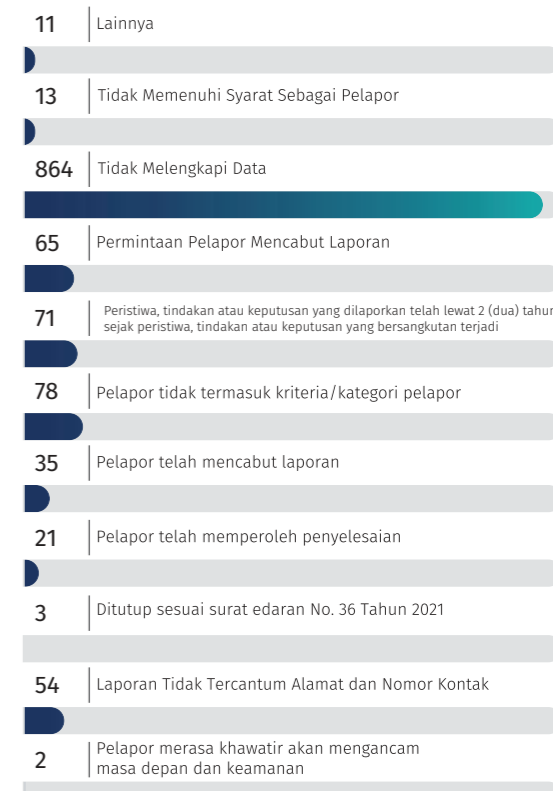 11 Lainnya
13 Tidak Memenuhi Syarat Sebagai Pelapor
864 Tidak Melengkapi Data
65 Permintaan Pelapor Mencabut Laporan
71 Peristiwa, tindakan atau keputusan yang dilaporkan telah lewat 2 (dua) tahun
sejak peristiwa, tindakan atau keputusan yang bersangkutan terjadi
78 Pelapor tidak termasuk kriteria/kategori pelapor
35 Pelapor telah mencabut laporan
21 Pelapor telah memperoleh penyelesaian
3 Ditutup sesuai surat edaran No. 36 Tahun 2021
54 Laporan Tidak Tercantum Alamat dan Nomor Kontak
2 Pelapor merasa khawatir akan mengancam
masa depan dan keamanan